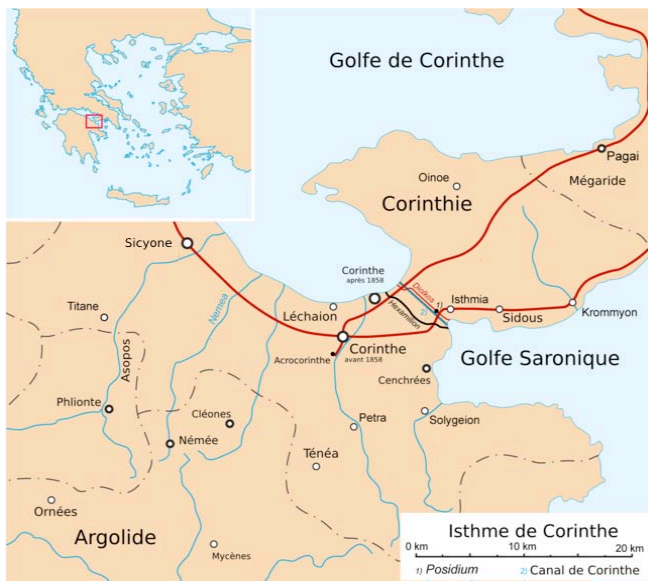 Golfe de Corinthe
Pagai
Mégaride
Oinoe
Corinthie
Sicyone
Corinthe
après 1858
Diolkos
1)
Isthmia
Nemea
Léchaion
Hexamilion
2)
Sidous
Krommyon
Titane
Corinthe
avant 1858
Acrocorinthe
Golfe Saronique
Asopos
Cenchrées
Phlionte
Cléones
Petra
Solygeion
Némée
Ténéa
Ornées
Argolide
Mycènes
Isthme de Corinthe
0 km 10 km 20 km
1) Posidium 2) Canal de Corinthe